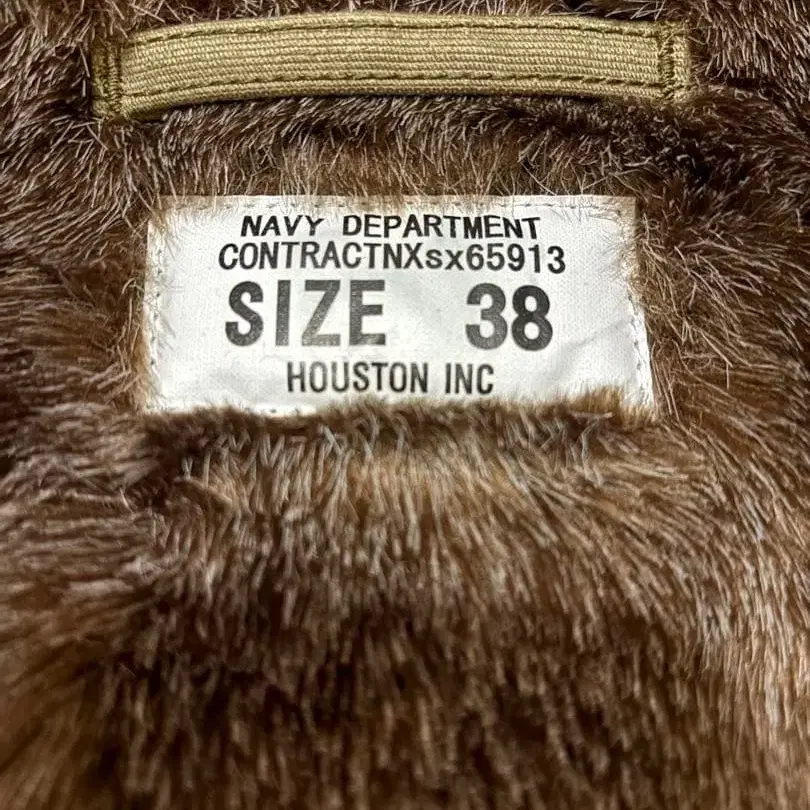 NAVY DEPARTMENT
CONTRACTNXsx65913
SIZE 38
HOUSTON INC